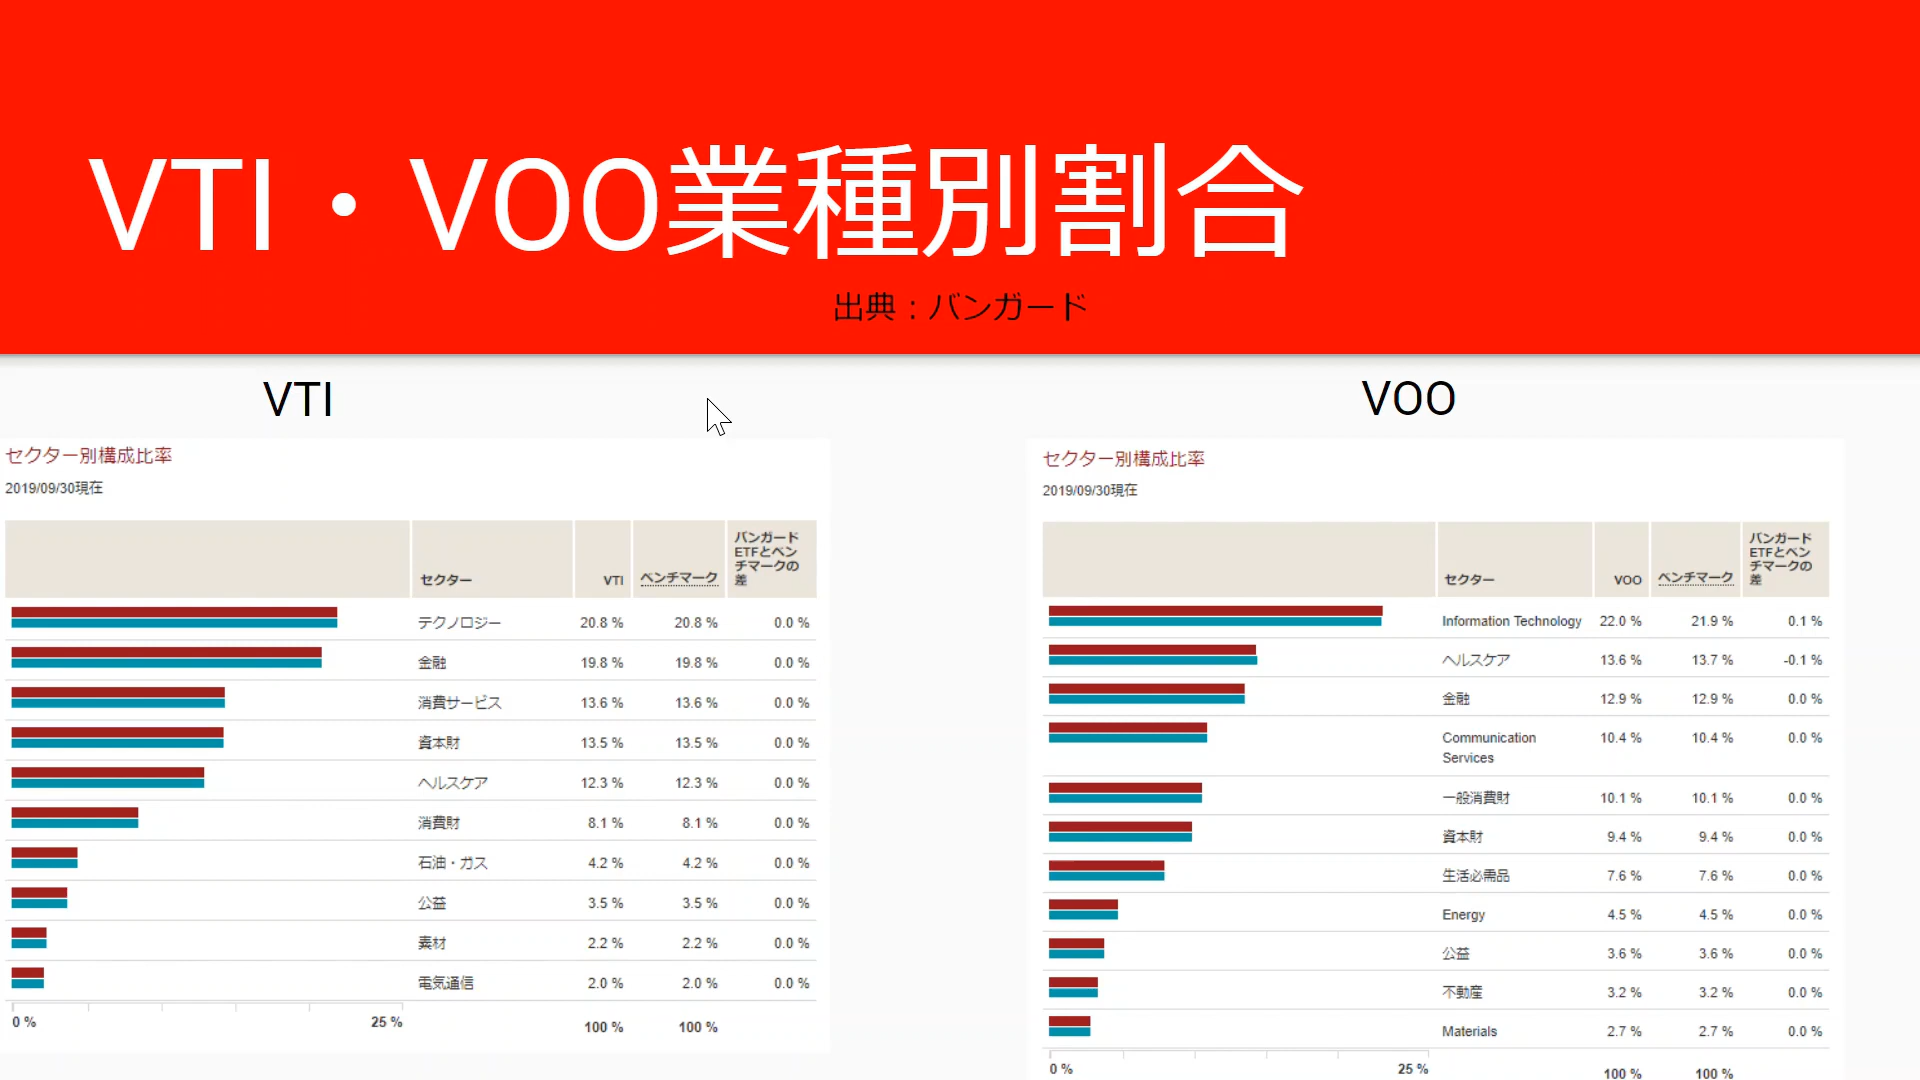 VTI・VOO業種別割合
出典：バンガード
VTI
セクター別構成比率
2019/09/30現在
セクター VTI ベンチマーク バンガードETFとベンチマークの差
テクノロジー 20.8 % 20.8 % 0.0 %
金融 19.8 % 19.8 % 0.0 %
消費サービス 13.6 % 13.6 % 0.0 %
資本財 13.5 % 13.5 % 0.0 %
ヘルスケア 12.3 % 12.3 % 0.0 %
消費財 8.1 % 8.1 % 0.0 %
石油・ガス 4.2 % 4.2 % 0.0 %
公益 3.5 % 3.5 % 0.0 %
素材 2.2 % 2.2 % 0.0 %
電気通信 2.0 % 2.0 % 0.0 %
0 % 25 % 100 % 100 %
VOO
セクター別構成比率
2019/09/30現在
セクター VOO ベンチマーク バンガードETFとベンチマークの差
Information Technology 22.0 % 21.9 % 0.1 %
ヘルスケア 13.6 % 13.7 % -0.1 %
金融 12.9 % 12.9 % 0.0 %
Communication Services 10.4 % 10.4 % 0.0 %
一般消費財 10.1 % 10.1 % 0.0 %
資本財 9.4 % 9.4 % 0.0 %
生活必需品 7.6 % 7.6 % 0.0 %
Energy 4.5 % 4.5 % 0.0 %
公益 3.6 % 3.6 % 0.0 %
不動産 3.2 % 3.2 % 0.0 %
Materials 2.7 % 2.7 % 0.0 %
0 % 25 % 100 % 100 %